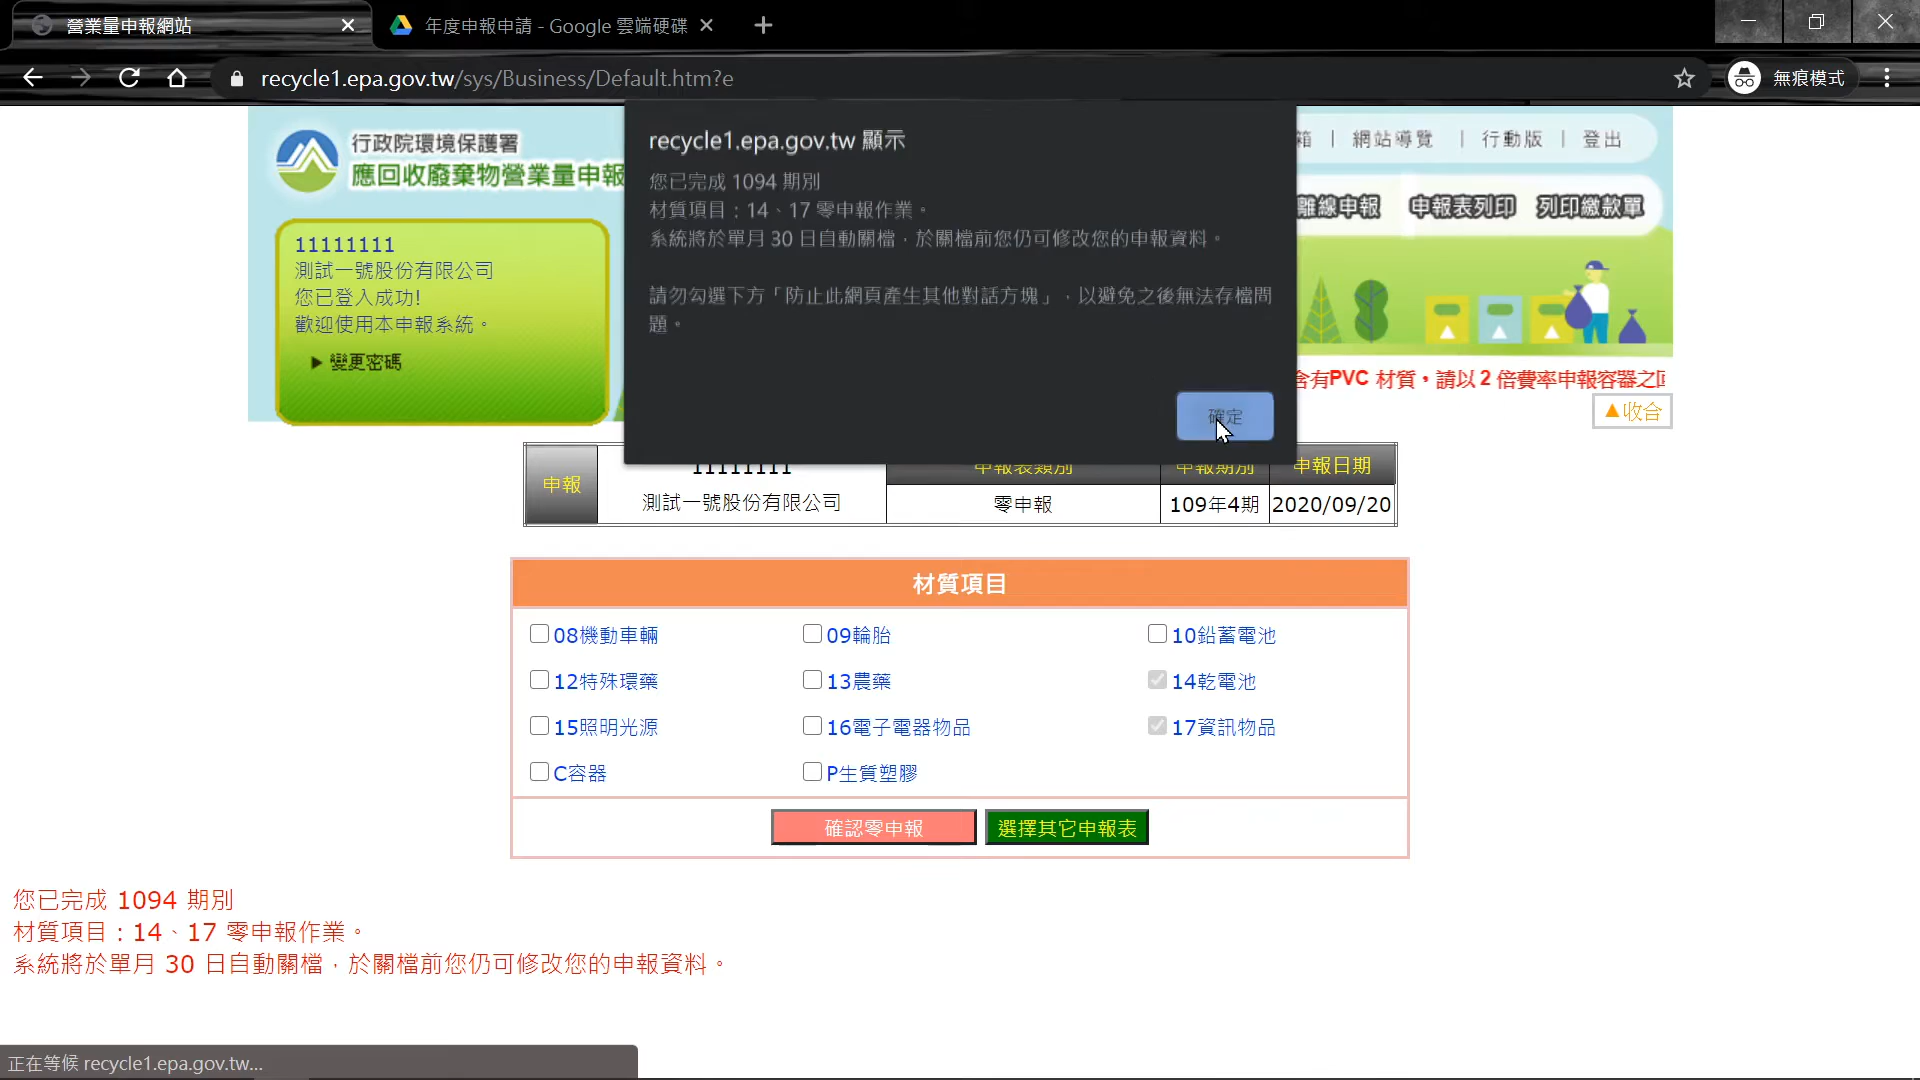 營業量申報網站
年度申報申請 - Google 雲端硬碟
recycle1.epa.gov.tw/sys/Business/Default.htm?e
無痕模式
行政院環境保護署
應回收廢棄物營業量申報
箱 | 網站導覽 | 行動版 | 登出
離線申報 申報表列印 列印繳款單
11111111
測試一號股份有限公司
您已登入成功!
歡迎使用本申報系統。
▶ 變更密碼
recycle1.epa.gov.tw 顯示
您已完成 1094 期別
材質項目：14、17 零申報作業。
系統將於單月 30 日自動關檔，於關檔前您仍可修改您的申報資料。
請勿勾選下方「防止此網頁產生其他對話方塊」，以避免之後無法存檔問
題。
確定
含有PVC 材質，請以 2 倍費率申報容器之回
▲收合
申報
11111111
測試一號股份有限公司
申報表類別 申報期別 申報日期
零申報 109年4期 2020/09/20
材質項目
08機動車輛 09輪胎 10鉛蓄電池
12特殊環藥 13農藥 14乾電池
15照明光源 16電子電器物品 17資訊物品
C容器 P生質塑膠
確認零申報 選擇其它申報表
您已完成 1094 期別
材質項目：14、17 零申報作業。
系統將於單月 30 日自動關檔，於關檔前您仍可修改您的申報資料。
正在等候 recycle1.epa.gov.tw...